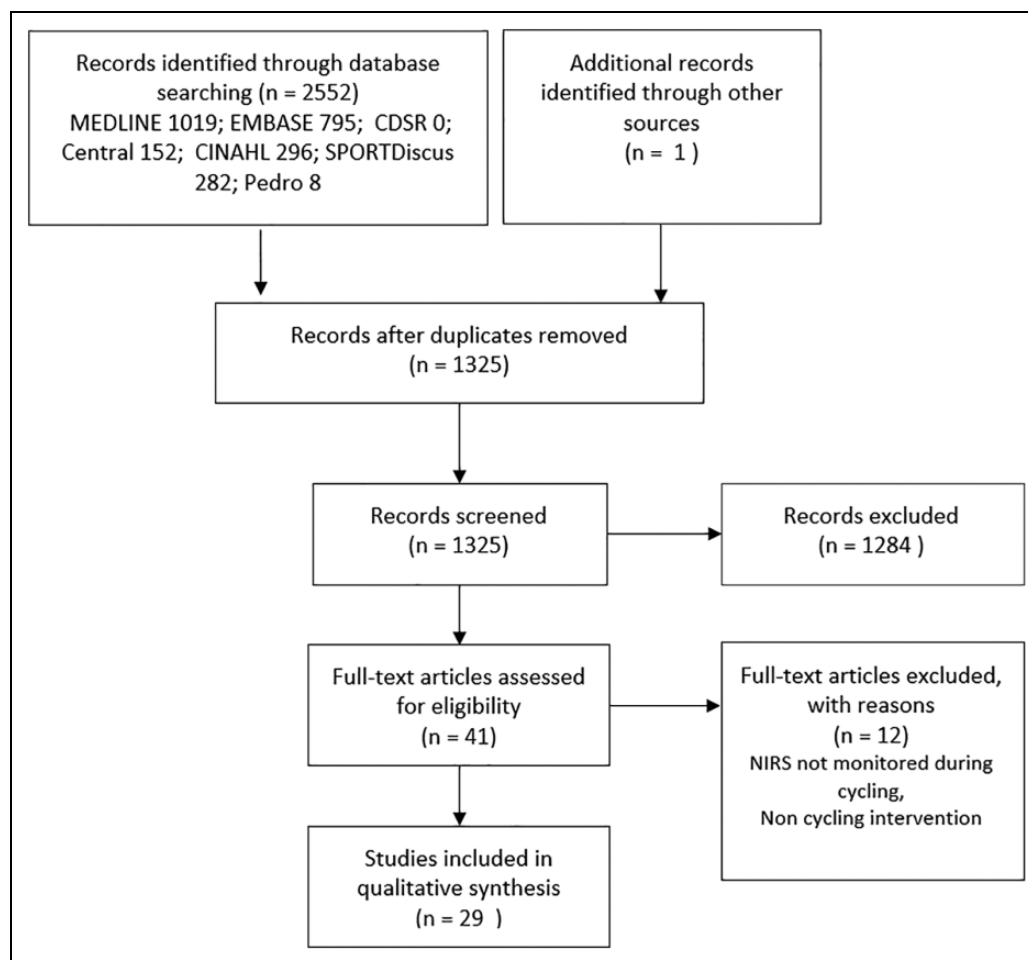 Records identified through database
searching (n = 2552)
MEDLINE 1019; EMBASE 795; CDSR 0;
Central 152; CINAHL 296; SPORTDiscus
282; Pedro 8
Additional records
identified through other
sources
(n = 1 )
Records after duplicates removed
(n = 1325)
Records screened
(n = 1325)
Records excluded
(n = 1284 )
Full-text articles assessed
for eligibility
(n = 41)
Full-text articles excluded,
with reasons
(n = 12)
NIRS not monitored during
cycling,
Non cycling intervention
Studies included in
qualitative synthesis
(n = 29 )